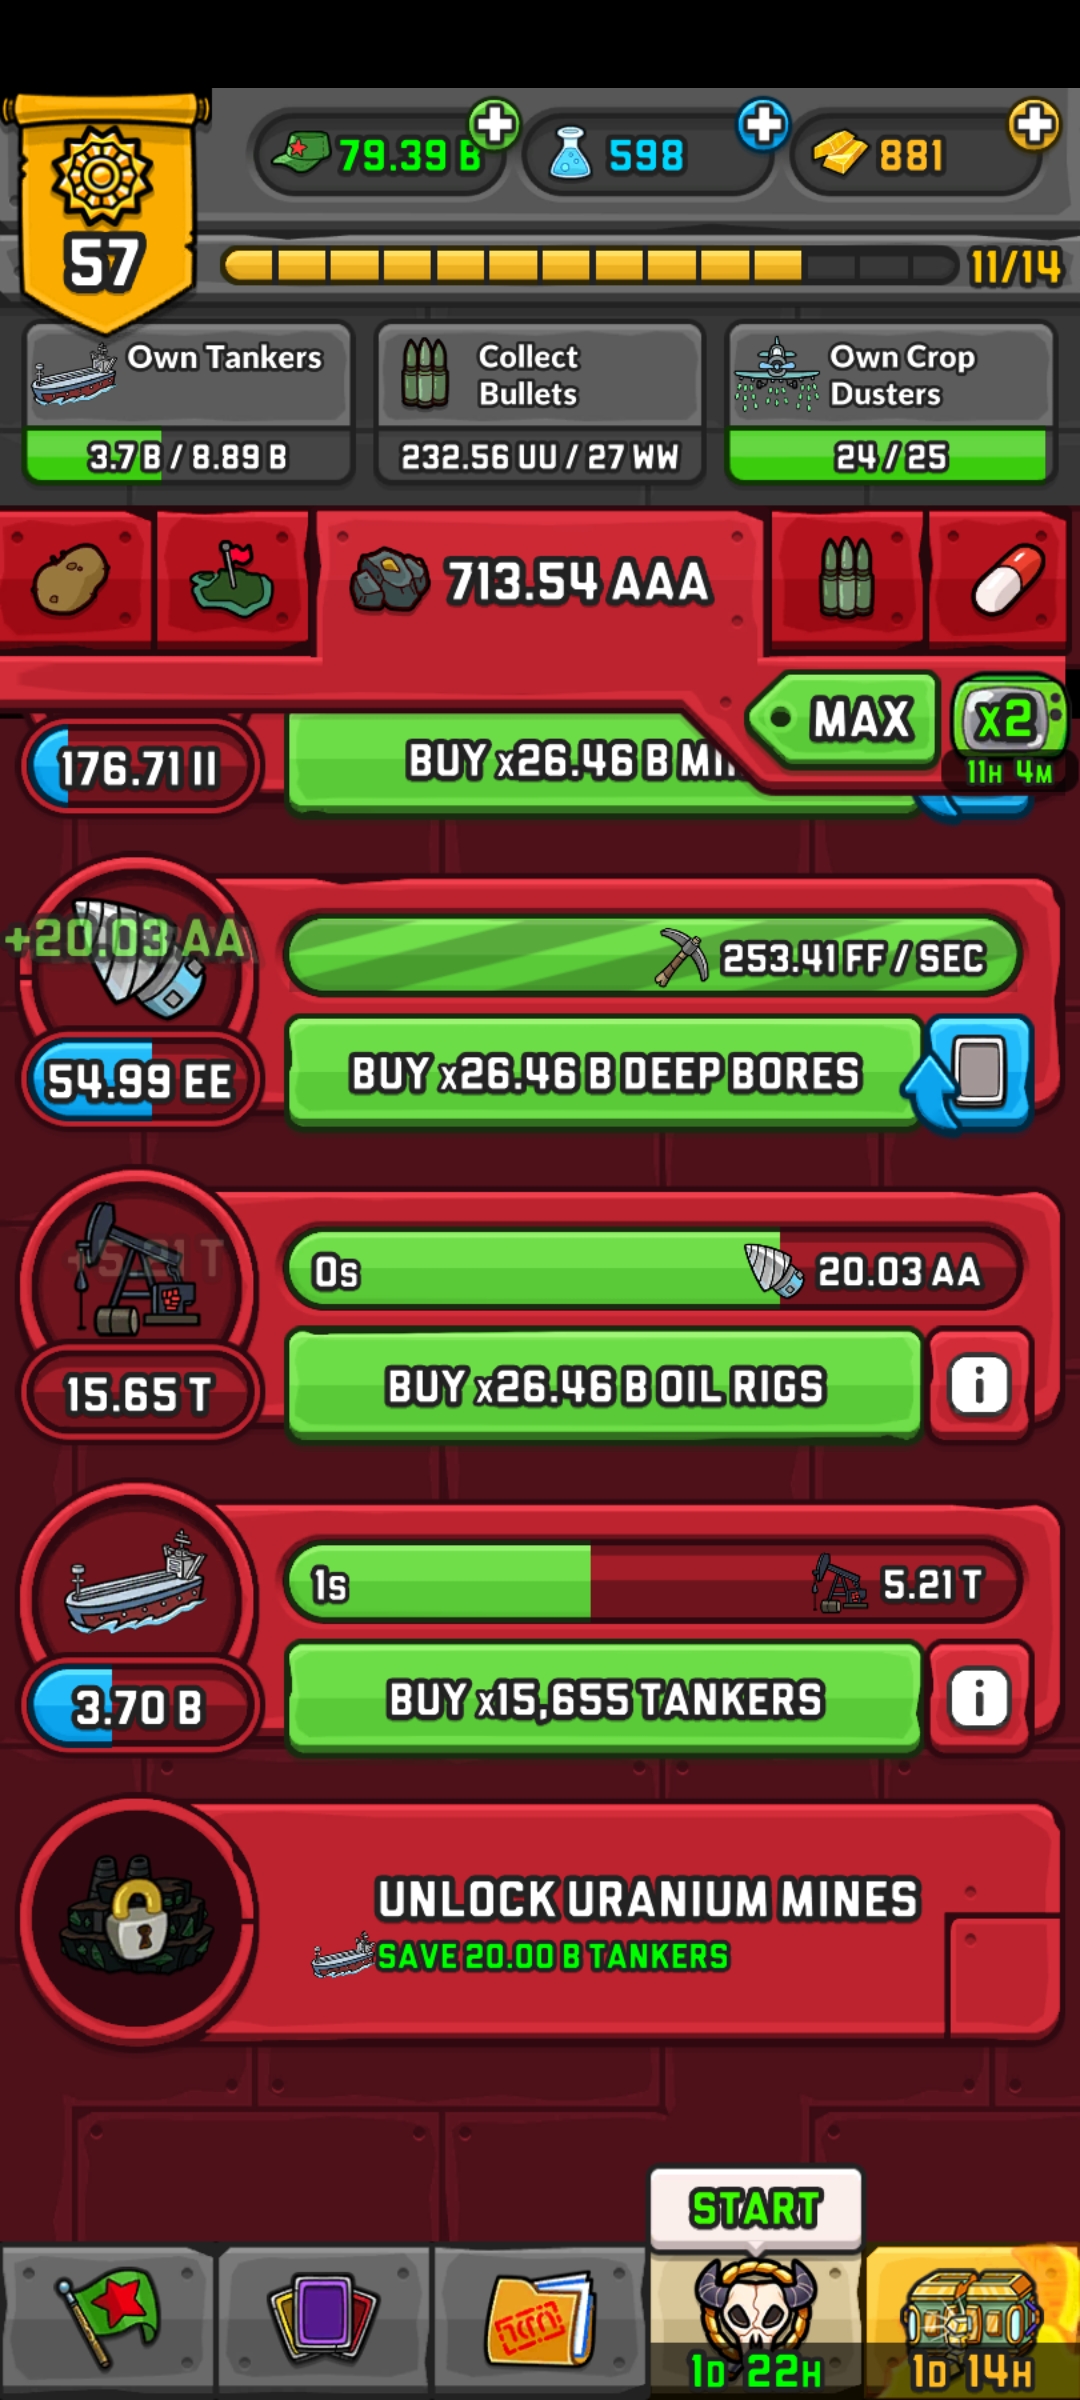 79.39 B
598
881
57
11/14
Own Tankers
3.7 B / 8.89 B
Collect
Bullets
232.56 UU / 27 WW
Own Crop
Dusters
24 / 25
713.54 AAA
MAX
x2
11H 4M
176.71 II
BUY x26.46 B
+20.03 AA
253.41 FF / SEC
54.99 EE
BUY x26.46 B DEEP BORES
+5.21 T
0s
20.03 AA
15.65 T
BUY x26.46 B OIL RIGS
i
1s
5.21 T
3.70 B
BUY x15,655 TANKERS
i
UNLOCK URANIUM MINES
SAVE 20.00 B TANKERS
START
1D 22H
1D 14H